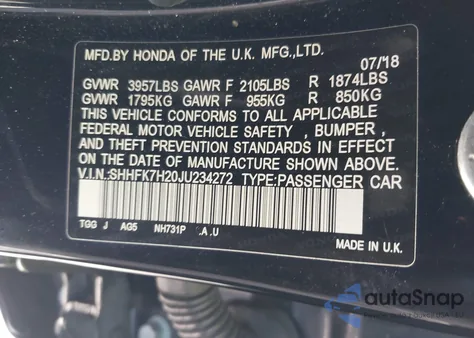 MFD.BY HONDA OF THE U.K. MFG.,LTD.
07/18
GVWR 3957LBS GAWR F 2105LBS R 1874LBS
GVWR 1795KG GAWR F 955KG R 850KG
THIS VEHICLE CONFORMS TO ALL APPLICABLE
FEDERAL MOTOR VEHICLE SAFETY , BUMPER ,
AND THEFT PREVENTION STANDARDS IN EFFECT
ON THE DATE OF MANUFACTURE SHOWN ABOVE.
V.I.N.:SHHFK7H20JU234272 TYPE:PASSENGER CAR
TGG J AG5 NH731P .A .U
MADE IN U.K.
autoSnap